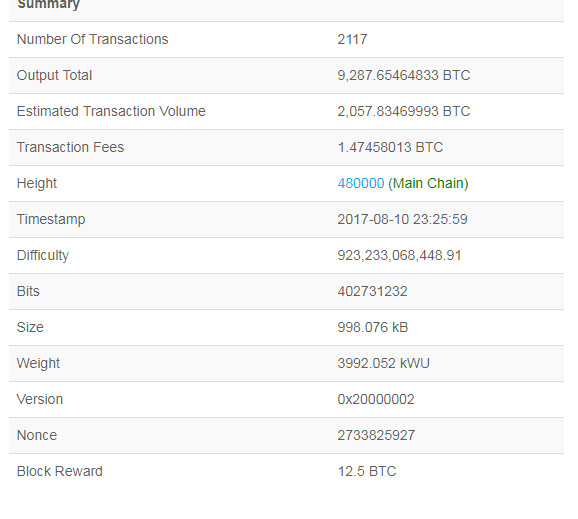 Summary
Number Of Transactions 2117
Output Total 9,287.65464833 BTC
Estimated Transaction Volume 2,057.83469993 BTC
Transaction Fees 1.47458013 BTC
Height 480000 (Main Chain)
Timestamp 2017-08-10 23:25:59
Difficulty 923,233,068,448.91
Bits 402731232
Size 998.076 kB
Weight 3992.052 kWU
Version 0x20000002
Nonce 2733825927
Block Reward 12.5 BTC